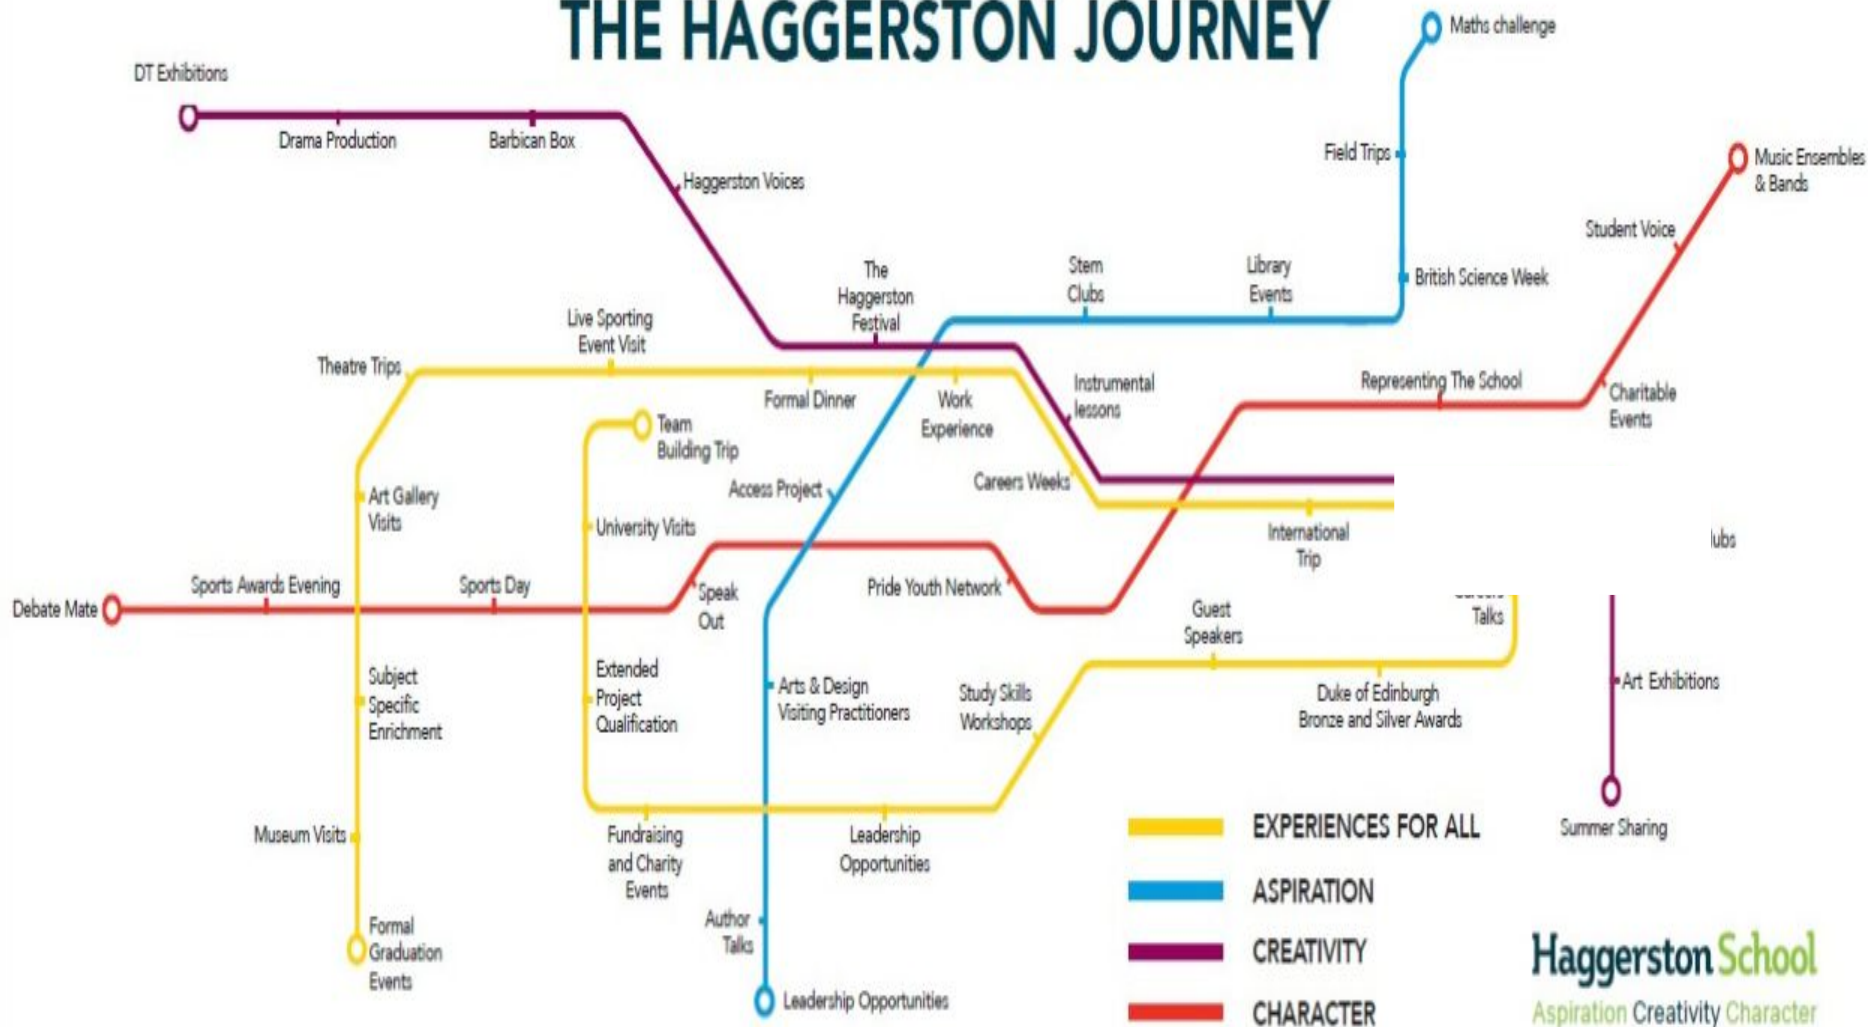 THE HAGGERSTON JOURNEY
Maths challenge
DT Exhibitions
Drama Production
Barbican Box
Field Trips
Music Ensembles
& Bands
Haggerston Voices
Student Voice
The
Haggerston
Festival
Stem
Clubs
Library
Events
British Science Week
Live Sporting
Event Visit
Theatre Trips
Formal Dinner
Work
Experience
Instrumental
lessons
Representing The School
Charitable
Events
Team
Building Trip
Access Project
Careers Weeks
Art Gallery
Visits
University Visits
International
Trip
lubs
Debate Mate
Sports Awards Evening
Sports Day
Speak
Out
Pride Youth Network
Guest
Speakers
Talks
Subject
Specific
Enrichment
Extended
Project
Qualification
Arts & Design
Visiting Practitioners
Study Skills
Workshops
Duke of Edinburgh
Bronze and Silver Awards
Art Exhibitions
Museum Visits
Fundraising
and Charity
Events
Leadership
Opportunities
Summer Sharing
Formal
Graduation
Events
Author
Talks
Leadership Opportunities
EXPERIENCES FOR ALL
ASPIRATION
CREATIVITY
CHARACTER
Haggerston School
Aspiration Creativity Character